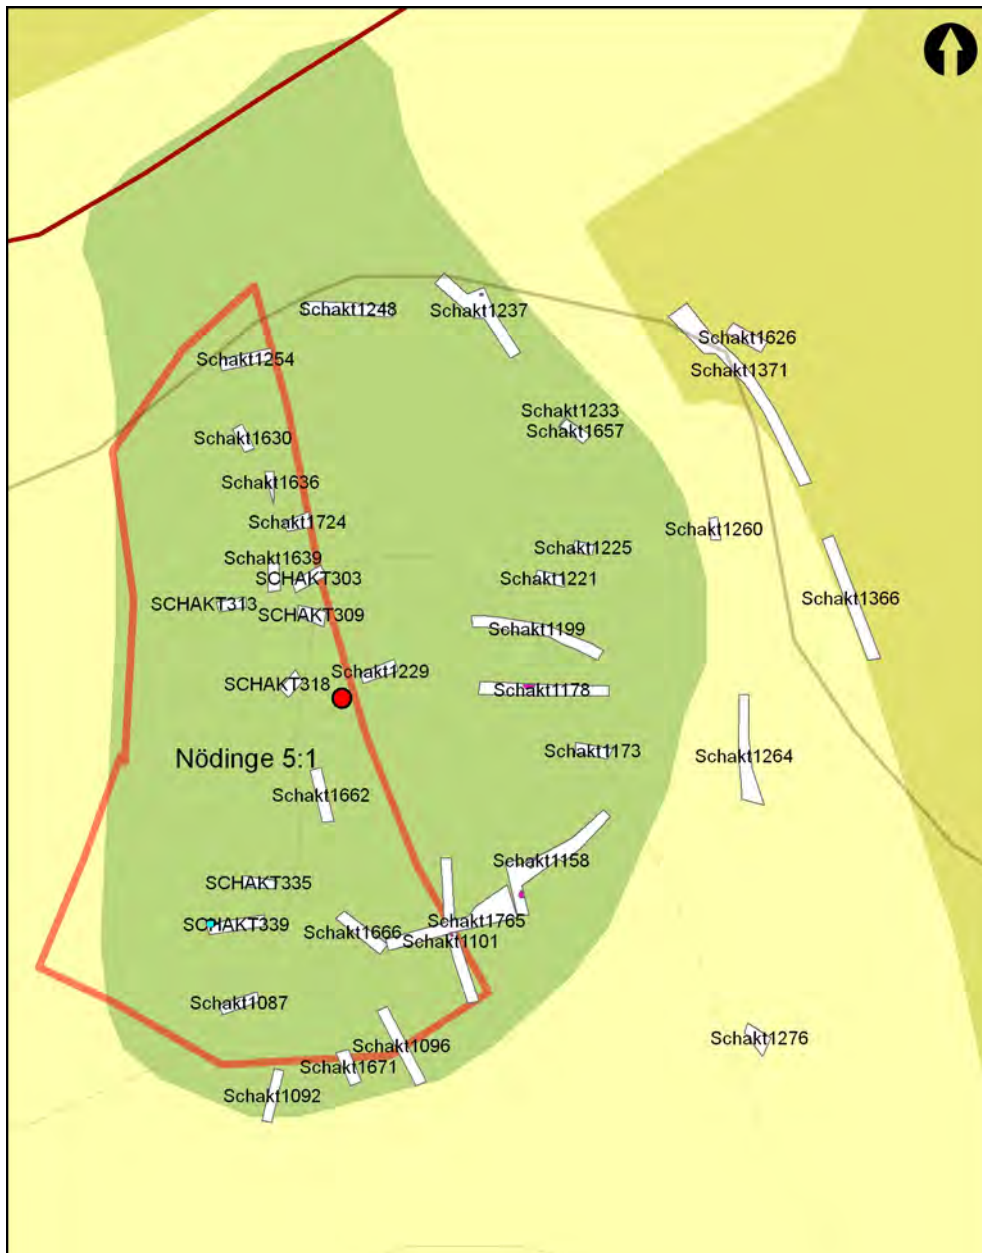 Schakt1248
Schakt1237
Schakt1626
Schakt1254
Schakt1371
Schakt1233
Schakt1657
Schakt1630
Schakt1636
Schakt1724
Schakt1260
Schakt1225
Schakt1639
SCHAKT303
Schakt1221
SCHAKT313
Schakt1366
SCHAKT309
Schakt1199
Schakt1229
SCHAKT318
Schakt1178
Schakt1173
Schakt1264
Nödinge 5:1
Schakt1662
Schakt1158
SCHAKT335
SCHAKT339
Schakt1765
Schakt1666
Schakt1101
Schakt1087
Schakt1276
Schakt1096
Schakt1671
Schakt1092